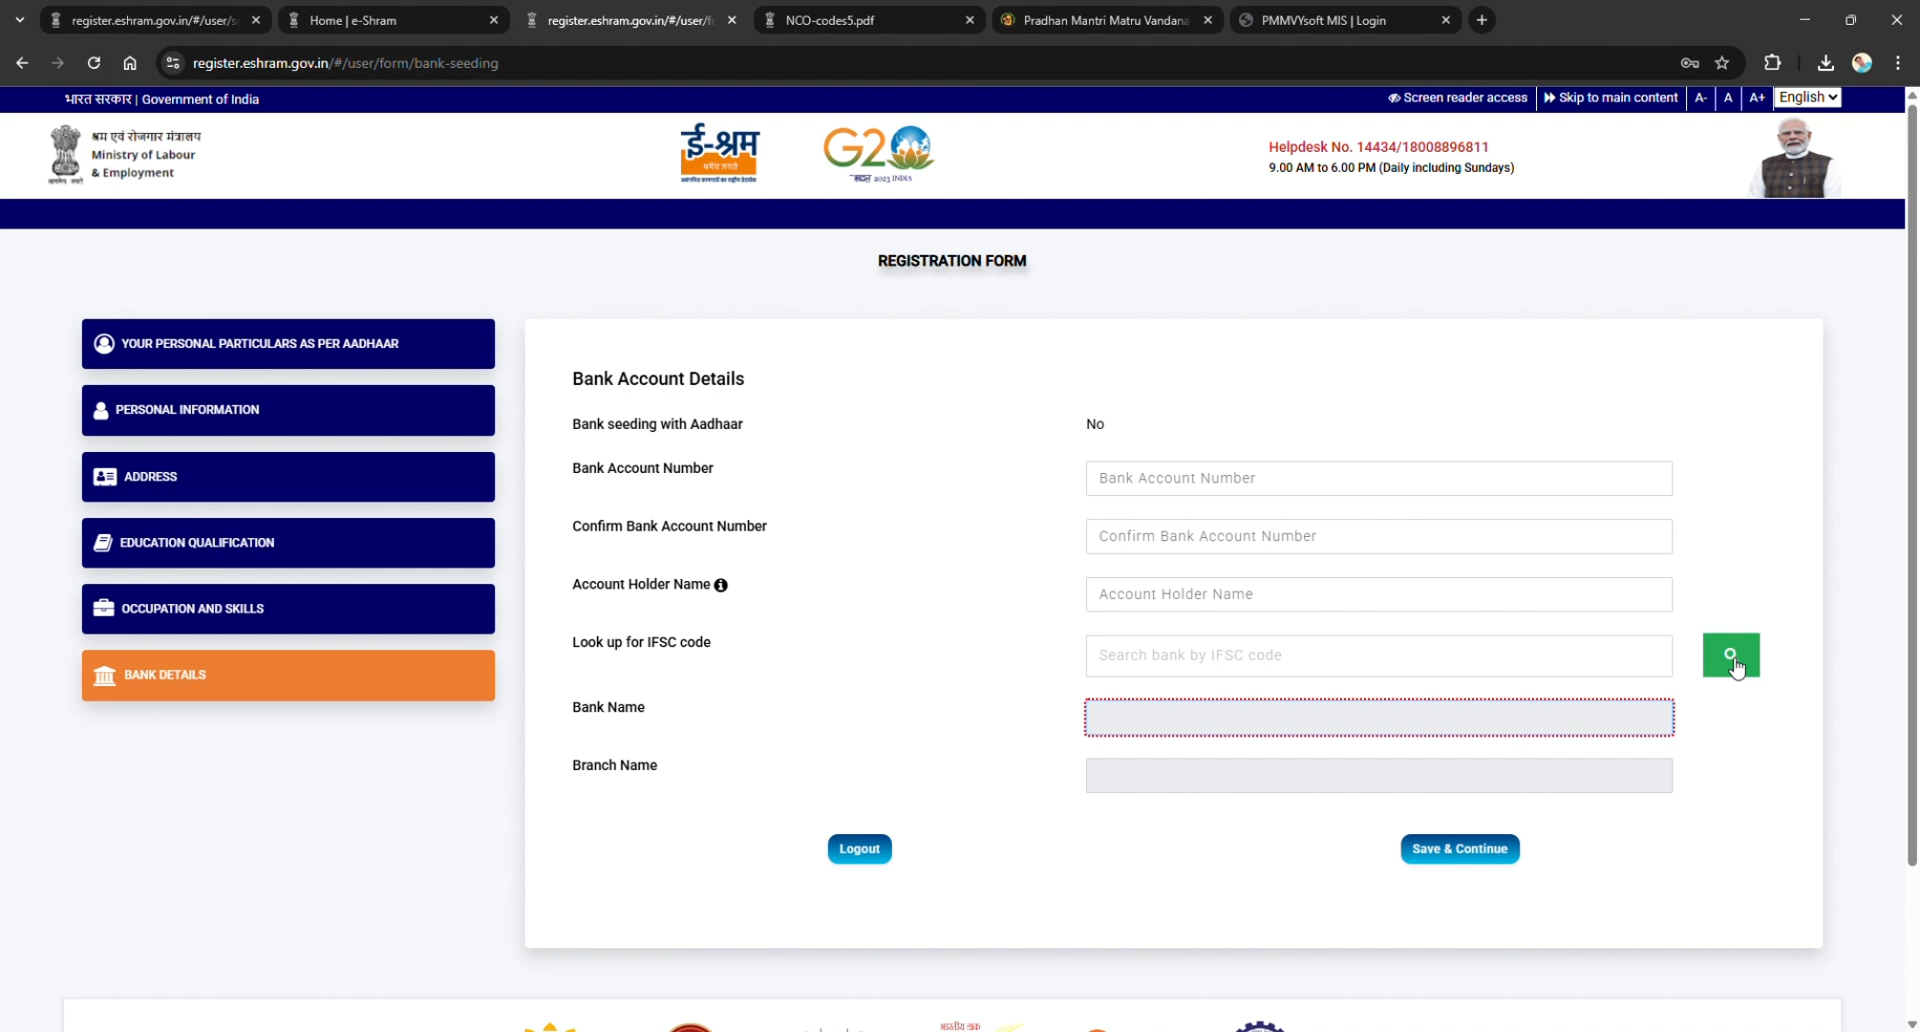 register.eshram.gov.in/#/user/s
Home | e-Shram
register.eshram.gov.in/#/user/f
NCO-codes5.pdf
Pradhan Mantri Matru Vandana
PMMVYsoft MIS | Login
register.eshram.gov.in/#/user/form/bank-seeding
भारत सरकार | Government of India
Screen reader access
Skip to main content
A-
A
A+
English
श्रम एवं रोजगार मंत्रालय
Ministry of Labour
& Employment
ई-श्रम
श्रमेव जयते
G20
2023 INDIA
Helpdesk No. 14434/18008896811
9.00 AM to 6.00 PM (Daily including Sundays)
REGISTRATION FORM
YOUR PERSONAL PARTICULARS AS PER AADHAAR
PERSONAL INFORMATION
ADDRESS
EDUCATION QUALIFICATION
OCCUPATION AND SKILLS
BANK DETAILS
Bank Account Details
Bank seeding with Aadhaar
No
Bank Account Number
Bank Account Number
Confirm Bank Account Number
Confirm Bank Account Number
Account Holder Name
Account Holder Name
Look up for IFSC code
Search bank by IFSC code
Bank Name
Branch Name
Logout
Save & Continue